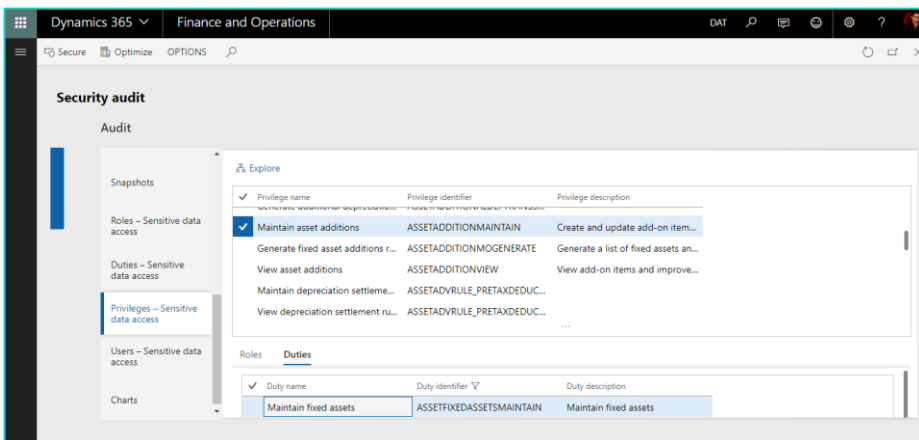 Dynamics 365 Finance and Operations DAT ?
Secure Optimize OPTIONS
Security audit
Audit
Snapshots
Roles – Sensitive data
access
Duties – Sensitive
data access
Privileges – Sensitive
data access
Users – Sensitive data
access
Charts
Explore
Privilege name Privilege identifier Privilege description
Generate additional depreciatio...
Maintain asset additions ASSETADDITIONMAINTAIN Create and update add-on item...
Generate fixed asset additions r... ASSETADDITIONMOGENERATE Generate a list of fixed assets an...
View asset additions ASSETADDITIONVIEW View add-on items and improve...
Maintain depreciation settleme... ASSETADVRULE_PRETAXDEDUC...
View depreciation settlement ru... ASSETADVRULE_PRETAXDEDUC...
...
Roles Duties
Duty name Duty identifier Duty description
Maintain fixed assets ASSETFIXEDASSETSMAINTAIN Maintain fixed assets